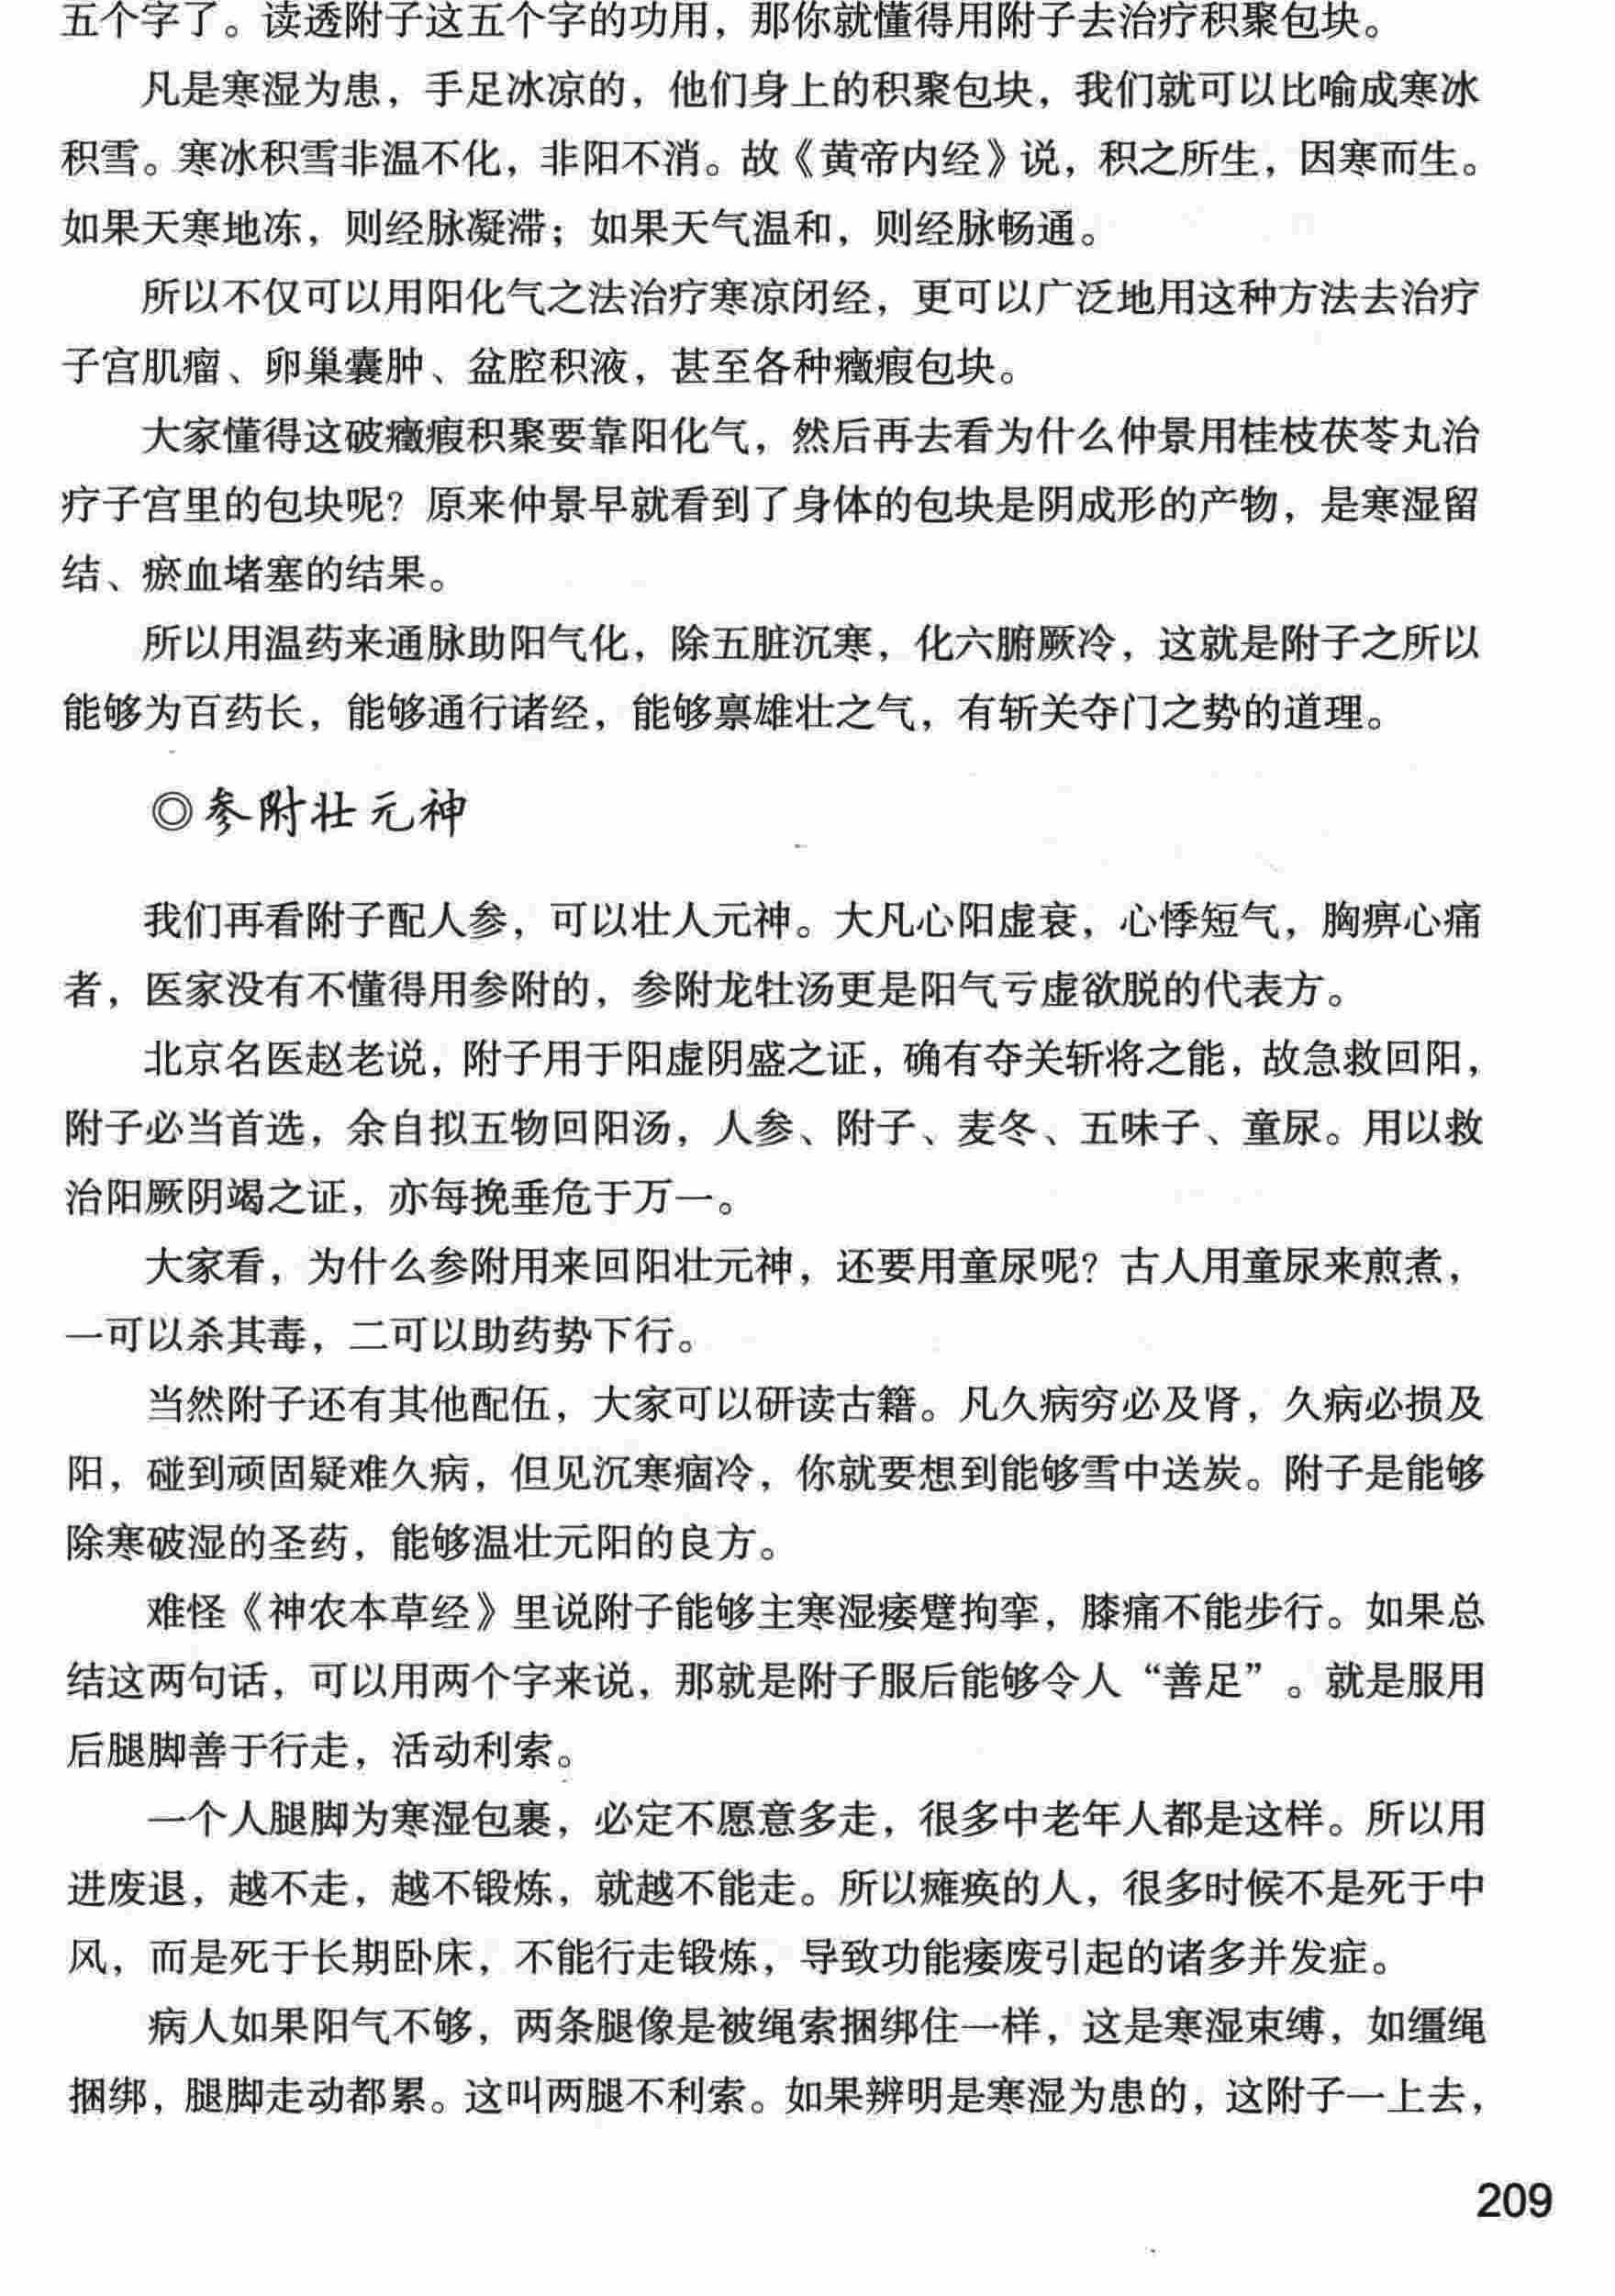 五个字了。读透附子这五个字的功用，那你就懂得用附子去治疗积聚包块。
凡是寒湿为患，手足冰凉的，他们身上的积聚包块，我们就可以比喻成寒冰
积雪。寒冰积雪非温不化，非阳不消。故《黄帝内经》说，积之所生，因寒而生。
如果天寒地冻，则经脉凝滞；如果天气温和，则经脉畅通。
所以不仅可以用阳化气之法治疗寒凉闭经，更可以广泛地用这种方法去治疗
子宫肌瘤、卵巢囊肿、盆腔积液，甚至各种癥瘕包块。
大家懂得这破癥瘕积聚要靠阳化气，然后再去看为什么仲景用桂枝茯苓丸治
疗子宫里的包块呢？原来仲景早就看到了身体的包块是阴成形的产物，是寒湿留
结、瘀血堵塞的结果。
所以用温药来通脉助阳气化，除五脏沉寒，化六腑厥冷，这就是附子之所以
能够为百药长，能够通行诸经，能够禀雄壮之气，有斩关夺门之势的道理。
◎参附壮元神
我们再看附子配人参，可以壮人元神。大凡心阳虚衰，心悸短气，胸痹心痛
者，医家没有不懂得用参附的，参附龙牡汤更是阳气亏虚欲脱的代表方。
北京名医赵老说，附子用于阳虚阴盛之证，确有夺关斩将之能，故急救回阳，
附子必当首选，余自拟五物回阳汤，人参、附子、麦冬、五味子、童尿。用以救
治阳厥阴竭之证，亦每挽垂危于万一。
大家看，为什么参附用来回阳壮元神，还要用童尿呢？古人用童尿来煎煮，
一可以杀其毒，二可以助药势下行。
当然附子还有其他配伍，大家可以研读古籍。凡久病穷必及肾，久病必损及
阳，碰到顽固疑难久病，但见沉寒痼冷，你就要想到能够雪中送炭。附子是能够
除寒破湿的圣药，能够温壮元阳的良方。
难怪《神农本草经》里说附子能够主寒湿痿躄拘挛，膝痛不能步行。如果总
结这两句话，可以用两个字来说，那就是附子服后能够令人“善足”。就是服用
后腿脚善于行走，活动利索。
一个人腿脚为寒湿包裹，必定不愿意多走，很多中老年人都是这样。所以用
进废退，越不走，越不锻炼，就越不能走。所以瘫痪的人，很多时候不是死于中
风，而是死于长期卧床，不能行走锻炼，导致功能痿废引起的诸多并发症。
病人如果阳气不够，两条腿像是被绳索捆绑住一样，这是寒湿束缚，如缰绳
捆绑，腿脚走动都累。这叫两腿不利索。如果辨明是寒湿为患的，这附子一上去，
209